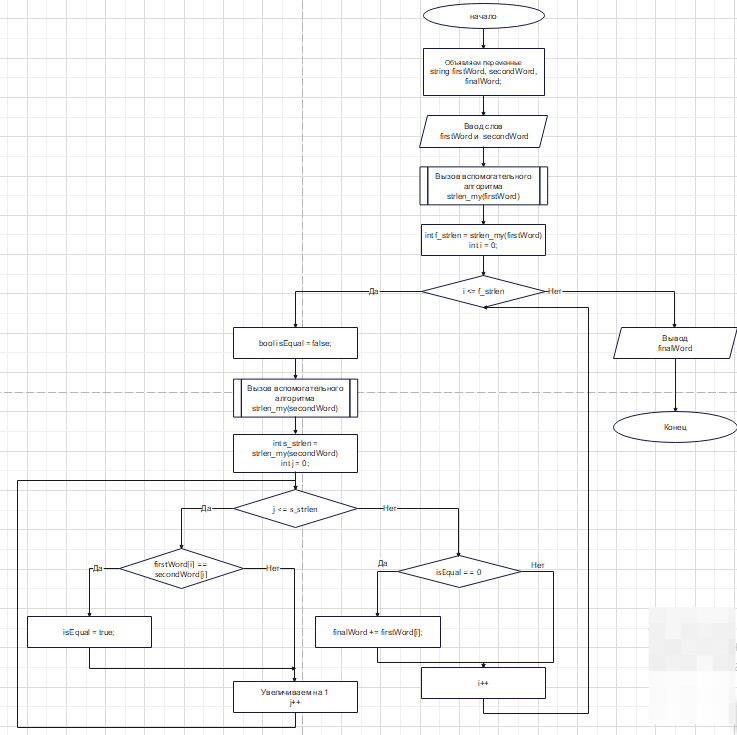 начало
Объявляем переменные
string firstWord, secondWord,
finalWord;
Ввод слов
firstWord и secondWord
Вызов вспомогательного
алгоритма
strlen_my(firstWord)
int f_strlen = strlen_my(firstWord)
int i = 0;
i <= f_strlen
Да
Нет
bool isEqual = false;
Вывод
finalWord
Вызов вспомогательного
алгоритма
strlen_my(secondWord)
Конец
int s_strlen =
strlen_my(secondWord)
int j = 0;
j <= s_strlen
Да
Нет
firstWord[i] ==
secondWord[j]
Да
Нет
isEqual == 0
Да
Нет
isEqual = true;
finalWord += firstWord[i];
Увеличиваем на 1
j++
i++